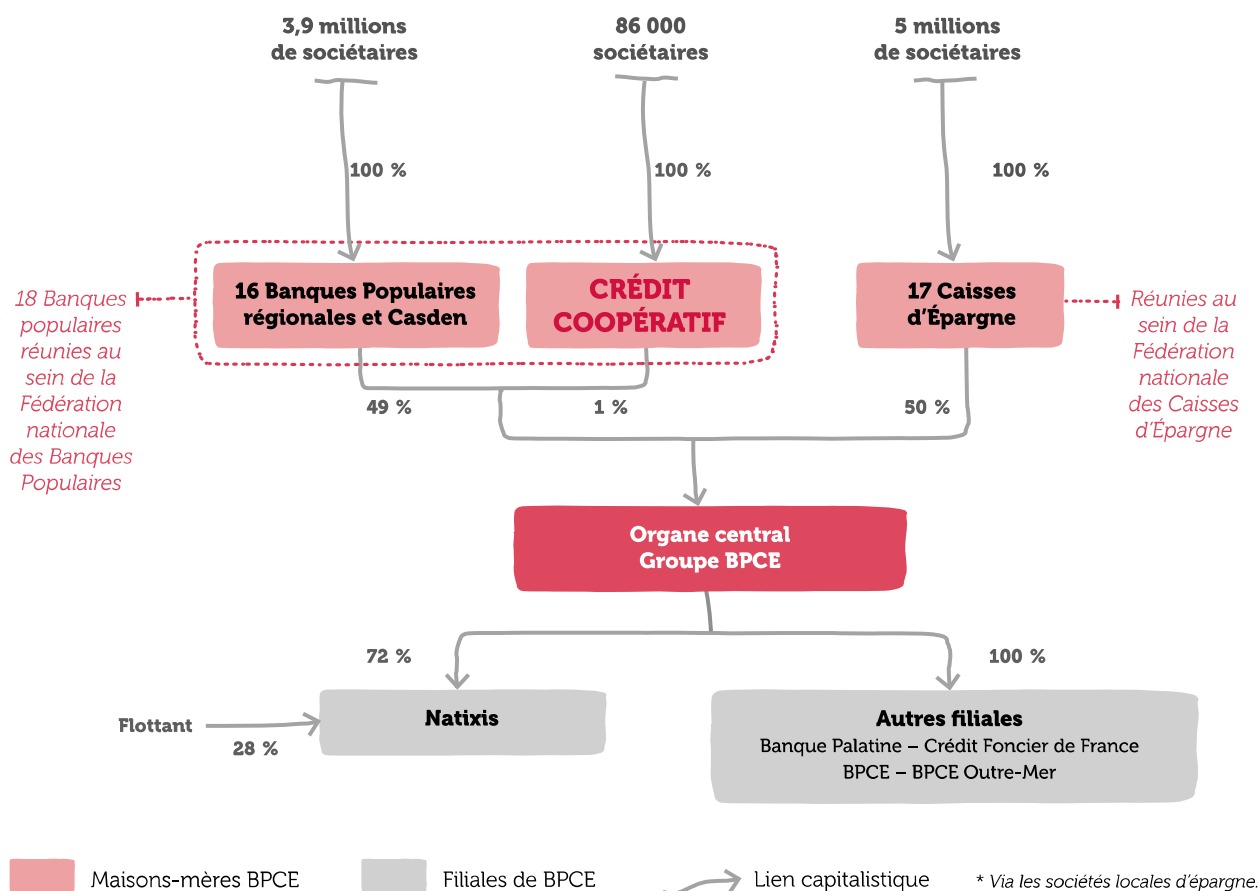 3,9 millions
de sociétaires
86 000
sociétaires
5 millions
de sociétaires
100 %
100 %
100 %
18 Banques
populaires
réunies au
sein de la
Fédération
nationale
des Banques
Populaires
16 Banques Populaires
régionales et Casden
CRÉDIT
COOPÉRATIF
17 Caisses
d'Épargne
Réunies au
sein de la
Fédération
nationale
des Caisses
d'Épargne
49 %
1 %
50 %
Organe central
Groupe BPCE
72 %
100 %
Flottant
28 %
Natixis
Autres filiales
Banque Palatine – Crédit Foncier de France
BPCE – BPCE Outre-Mer
Maisons-mères BPCE
Filiales de BPCE
Lien capitalistique
* Via les sociétés locales d'épargne.